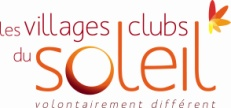 les villages clubs
du soleil
volontairement différent